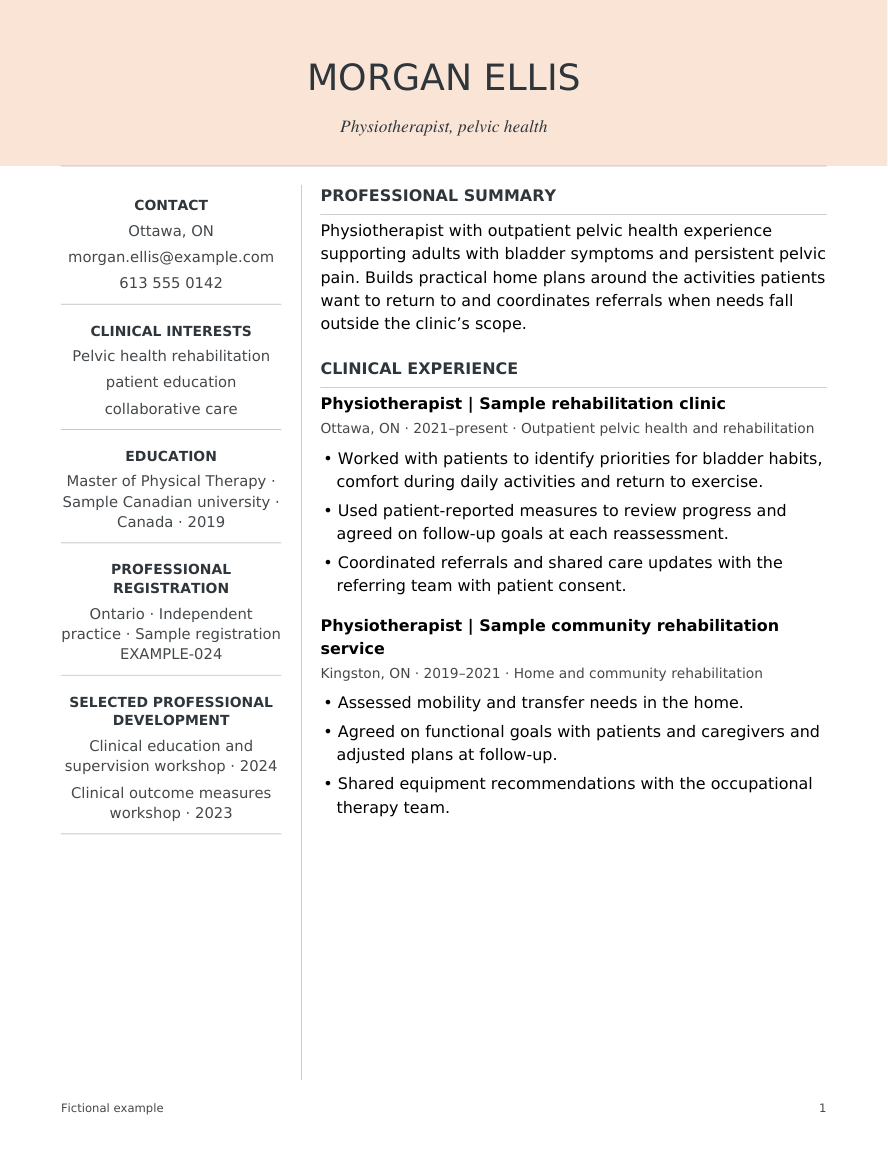 MORGAN ELLIS
Physiotherapist, pelvic health
CONTACT
Ottawa, ON
morgan.ellis@example.com
613 555 0142
CLINICAL INTERESTS
Pelvic health rehabilitation
patient education
collaborative care
EDUCATION
Master of Physical Therapy ·
Sample Canadian university ·
Canada · 2019
PROFESSIONAL
REGISTRATION
Ontario · Independent
practice · Sample registration
EXAMPLE-024
SELECTED PROFESSIONAL
DEVELOPMENT
Clinical education and
supervision workshop · 2024
Clinical outcome measures
workshop · 2023
PROFESSIONAL SUMMARY
Physiotherapist with outpatient pelvic health experience
supporting adults with bladder symptoms and persistent pelvic
pain. Builds practical home plans around the activities patients
want to return to and coordinates referrals when needs fall
outside the clinic’s scope.
CLINICAL EXPERIENCE
Physiotherapist | Sample rehabilitation clinic
Ottawa, ON · 2021–present · Outpatient pelvic health and rehabilitation
• Worked with patients to identify priorities for bladder habits,
comfort during daily activities and return to exercise.
• Used patient-reported measures to review progress and
agreed on follow-up goals at each reassessment.
• Coordinated referrals and shared care updates with the
referring team with patient consent.
Physiotherapist | Sample community rehabilitation
service
Kingston, ON · 2019–2021 · Home and community rehabilitation
• Assessed mobility and transfer needs in the home.
• Agreed on functional goals with patients and caregivers and
adjusted plans at follow-up.
• Shared equipment recommendations with the occupational
therapy team.
Fictional example
1